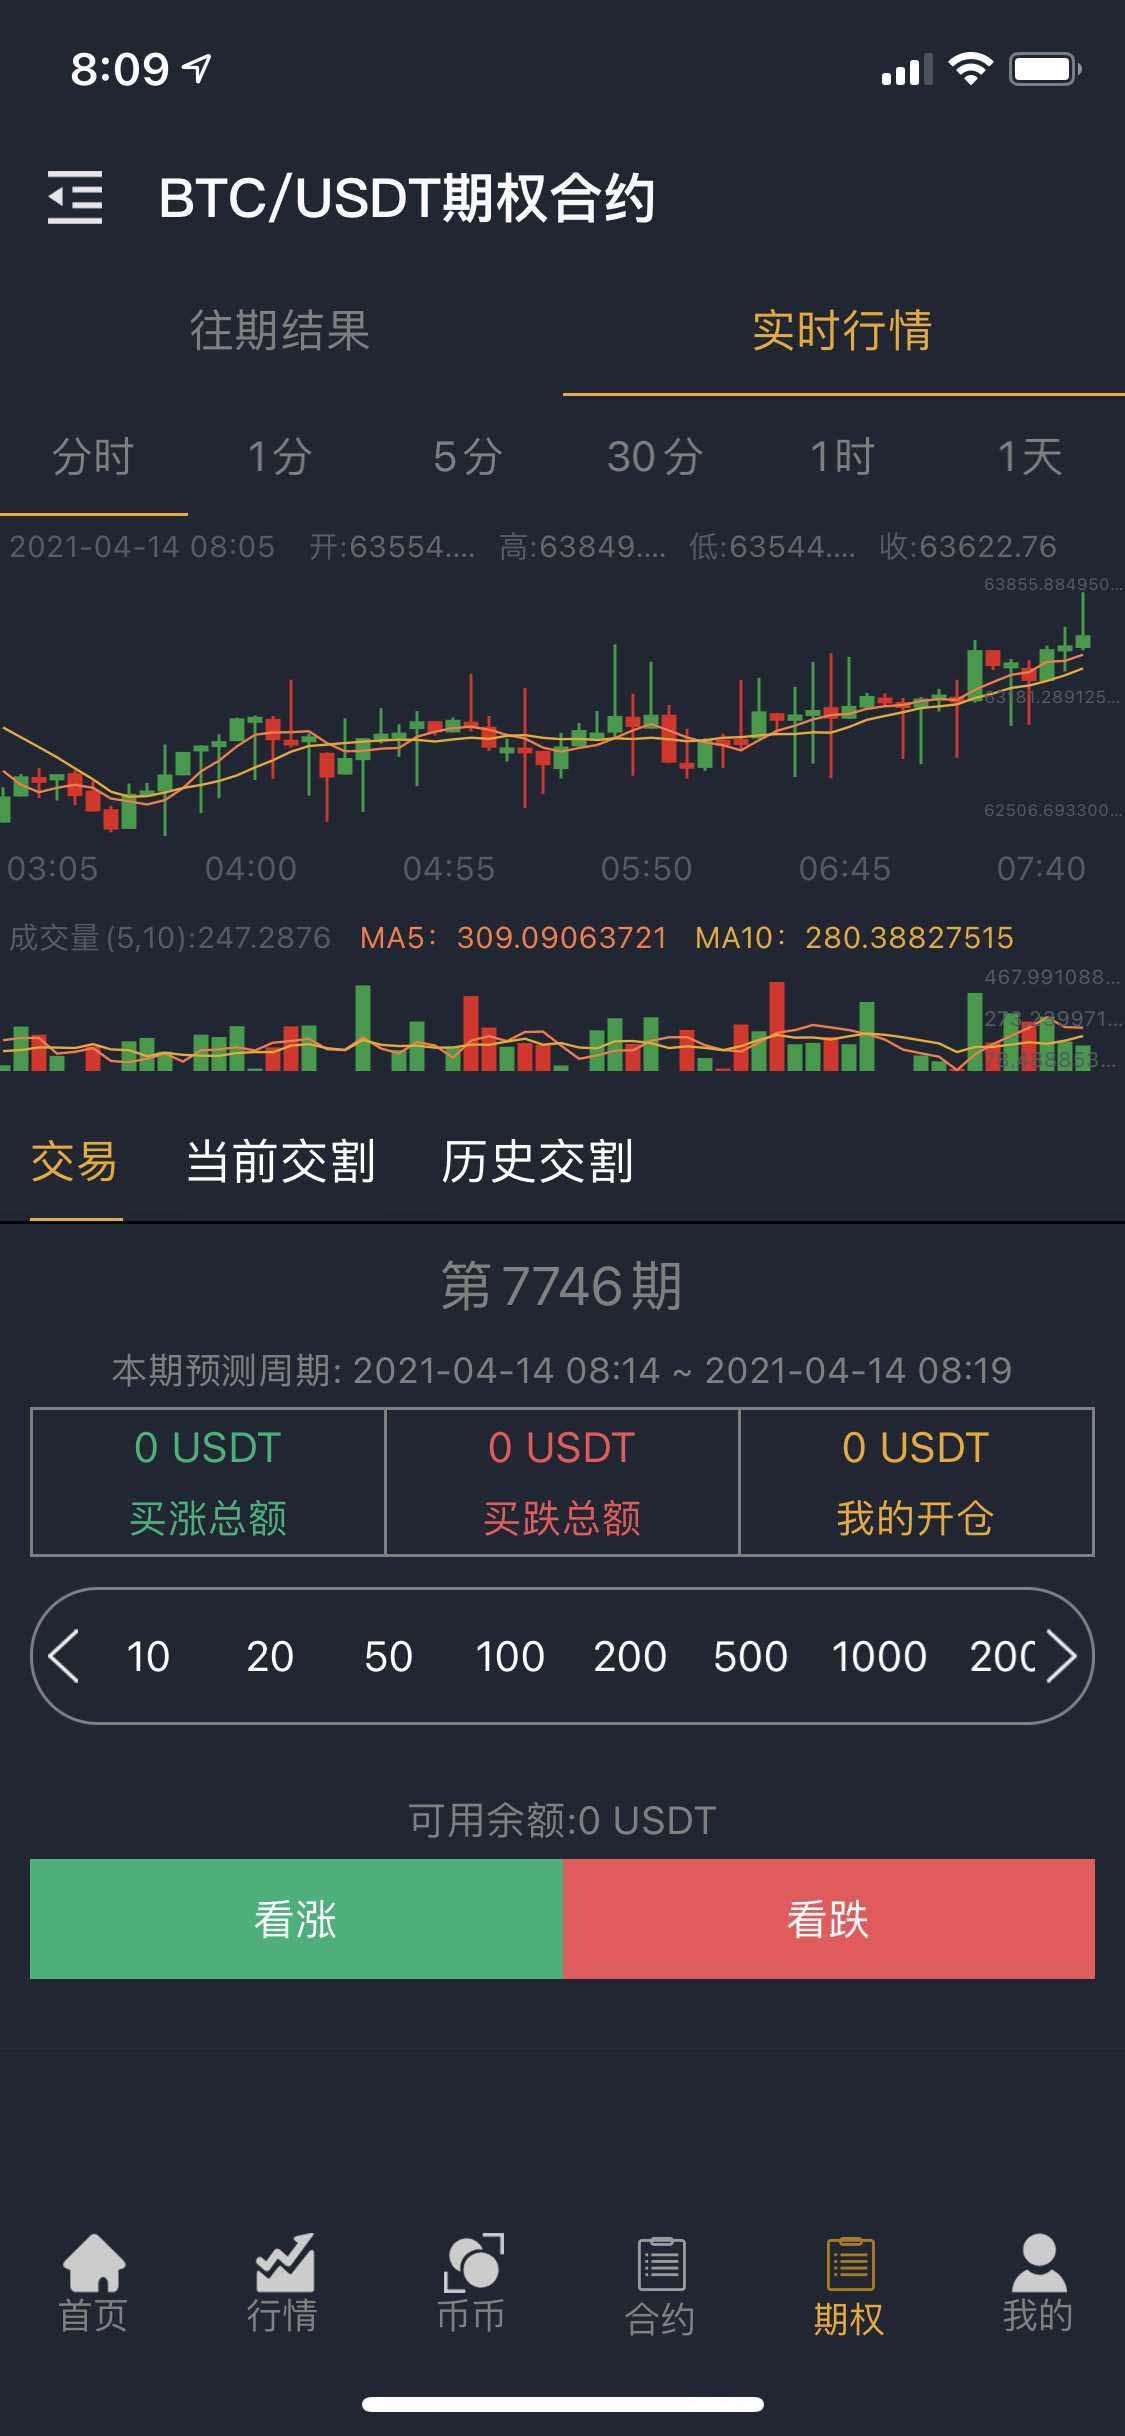 8:09
BTC/USDT期权合约
往期结果 实时行情
分时 1分 5分 30分 1时 1天
2021-04-14 08:05 开:63554.... 高:63849.... 低:63544.... 收:63622.76
63855.884950...
63181.289125...
62506.693300...
03:05 04:00 04:55 05:50 06:45 07:40
成交量(5,10):247.2876 MA5: 309.09063721 MA10: 280.38827515
467.991088...
273.239971...
78.488853...
交易 当前交割 历史交割
第7746期
本期预测周期: 2021-04-14 08:14 ~ 2021-04-14 08:19
0 USDT 0 USDT 0 USDT
买涨总额 买跌总额 我的开仓
10 20 50 100 200 500 1000 200
可用余额:0 USDT
看涨 看跌
首页 行情 币币 合约 期权 我的